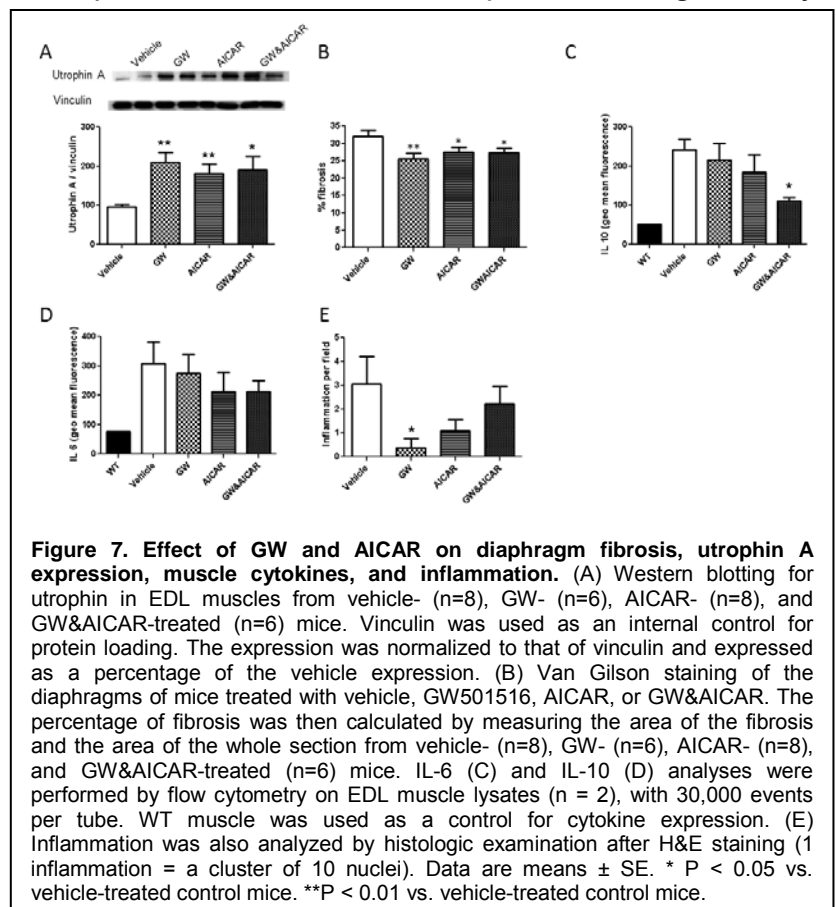 A
Vehicle
GW
AICAR
GW&AICAR
B
C
Utrophin A
Vinculin
Utrophin A / vinculin
300
200
100
0
Vehicle
GW
AICAR
GW&AICAR
**
**
*
% fibrosis
35
30
25
20
15
10
5
0
Vehicle
GW
AICAR
GWAICAR
**
*
*
IL 10 (geo mean fluorescence)
300
200
100
0
WT
Vehicle
GW
AICAR
GW&AICAR
*
D
E
IL 6 (geo mean fluorescence)
400
300
200
100
0
WT
Vehicle
GW
AICAR
GW&AICAR
Inflammation per field
5
4
3
2
1
0
Vehicle
GW
AICAR
GW&AICAR
*
Figure 7. Effect of GW and AICAR on diaphragm fibrosis, utrophin A
expression, muscle cytokines, and inflammation. (A) Western blotting for
utrophin in EDL muscles from vehicle- (n=8), GW- (n=6), AICAR- (n=8), and
GW&AICAR-treated (n=6) mice. Vinculin was used as an internal control for
protein loading. The expression was normalized to that of vinculin and expressed
as a percentage of the vehicle expression. (B) Van Gilson staining of the
diaphragms of mice treated with vehicle, GW501516, AICAR, or GW&AICAR. The
percentage of fibrosis was then calculated by measuring the area of the fibrosis
and the area of the whole section from vehicle- (n=8), GW- (n=6), AICAR- (n=8),
and GW&AICAR-treated (n=6) mice. IL-6 (C) and IL-10 (D) analyses were
performed by flow cytometry on EDL muscle lysates (n = 2), with 30,000 events
per tube. WT muscle was used as a control for cytokine expression. (E)
Inflammation was also analyzed by histologic examination after H&E staining (1
inflammation = a cluster of 10 nuclei). Data are means ± SE. * P < 0.05 vs.
vehicle-treated control mice. **P < 0.01 vs. vehicle-treated control mice.